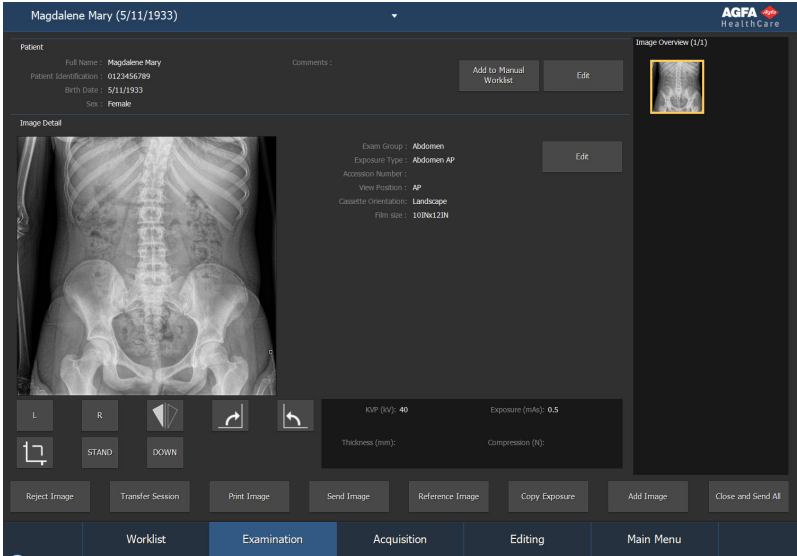 Magdalene Mary (5/11/1933)
AGFA
HealthCare
Patient
Full Name : Magdalene Mary
Comments :
Patient Identification : 0123456789
Birth Date : 5/11/1933
Sex : Female
Add to Manual
Worklist
Edit
Image Overview (1/1)
Image Detail
Exam Group : Abdomen
Exposure Type : Abdomen AP
Accession Number :
View Position : AP
Cassette Orientation: Landscape
Film size : 10INx12IN
Edit
L
R
STAND
DOWN
KVP (kV): 40
Exposure (mAs): 0.5
Thickness (mm):
Compression (N):
Reject Image
Transfer Session
Print Image
Send Image
Reference Image
Copy Exposure
Add Image
Close and Send All
Worklist
Examination
Acquisition
Editing
Main Menu